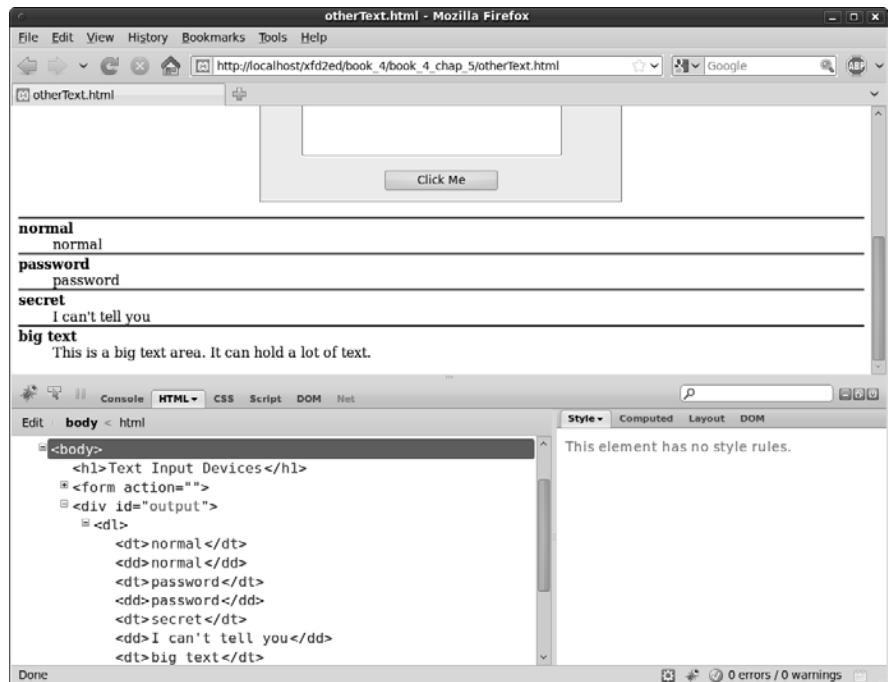 otherText.html - Mozilla Firefox
File Edit View History Bookmarks Tools Help
http://localhost/xfd2ed/book_4/book_4_chap_5/otherText.html
Google
ABP
otherText.html
Click Me
normal
normal
password
password
secret
I can't tell you
big text
This is a big text area. It can hold a lot of text.
Console HTML CSS Script DOM Net
Edit body < html
Style Computed Layout DOM
<body>
<h1>Text Input Devices</h1>
<form action="">
<div id="output">
<dl>
<dt>normal</dt>
<dd>normal</dd>
<dt>password</dt>
<dd>password</dd>
<dt>secret</dt>
<dd>I can't tell you</dd>
<dt>big text</dt>
This element has no style rules.
Done
0 errors / 0 warnings